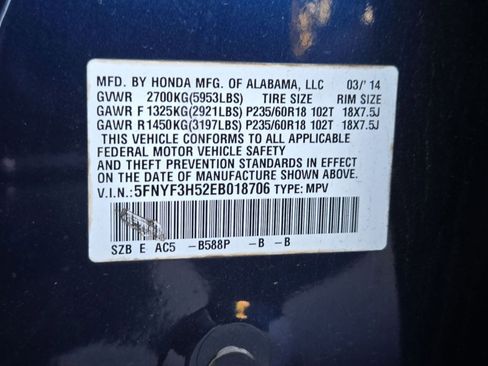 MFD. BY HONDA MFG. OF ALABAMA, LLC 03/'14
GVWR 2700KG(5953LBS) TIRE SIZE RIM SIZE
GAWR F 1325KG(2921LBS) P235/60R18 102T 18X7.5J
GAWR R1450KG(3197LBS) P235/60R18 102T 18X7.5J
THIS VEHICLE CONFORMS TO ALL APPLICABLE
FEDERAL MOTOR VEHICLE SAFETY
AND THEFT PREVENTION STANDARDS IN EFFECT
ON THE DATE OF MANUFACTURE SHOWN ABOVE.
V.I.N.: 5FNYF3H52EB018706 TYPE: MPV
SZB E AC5 -B588P -B -B